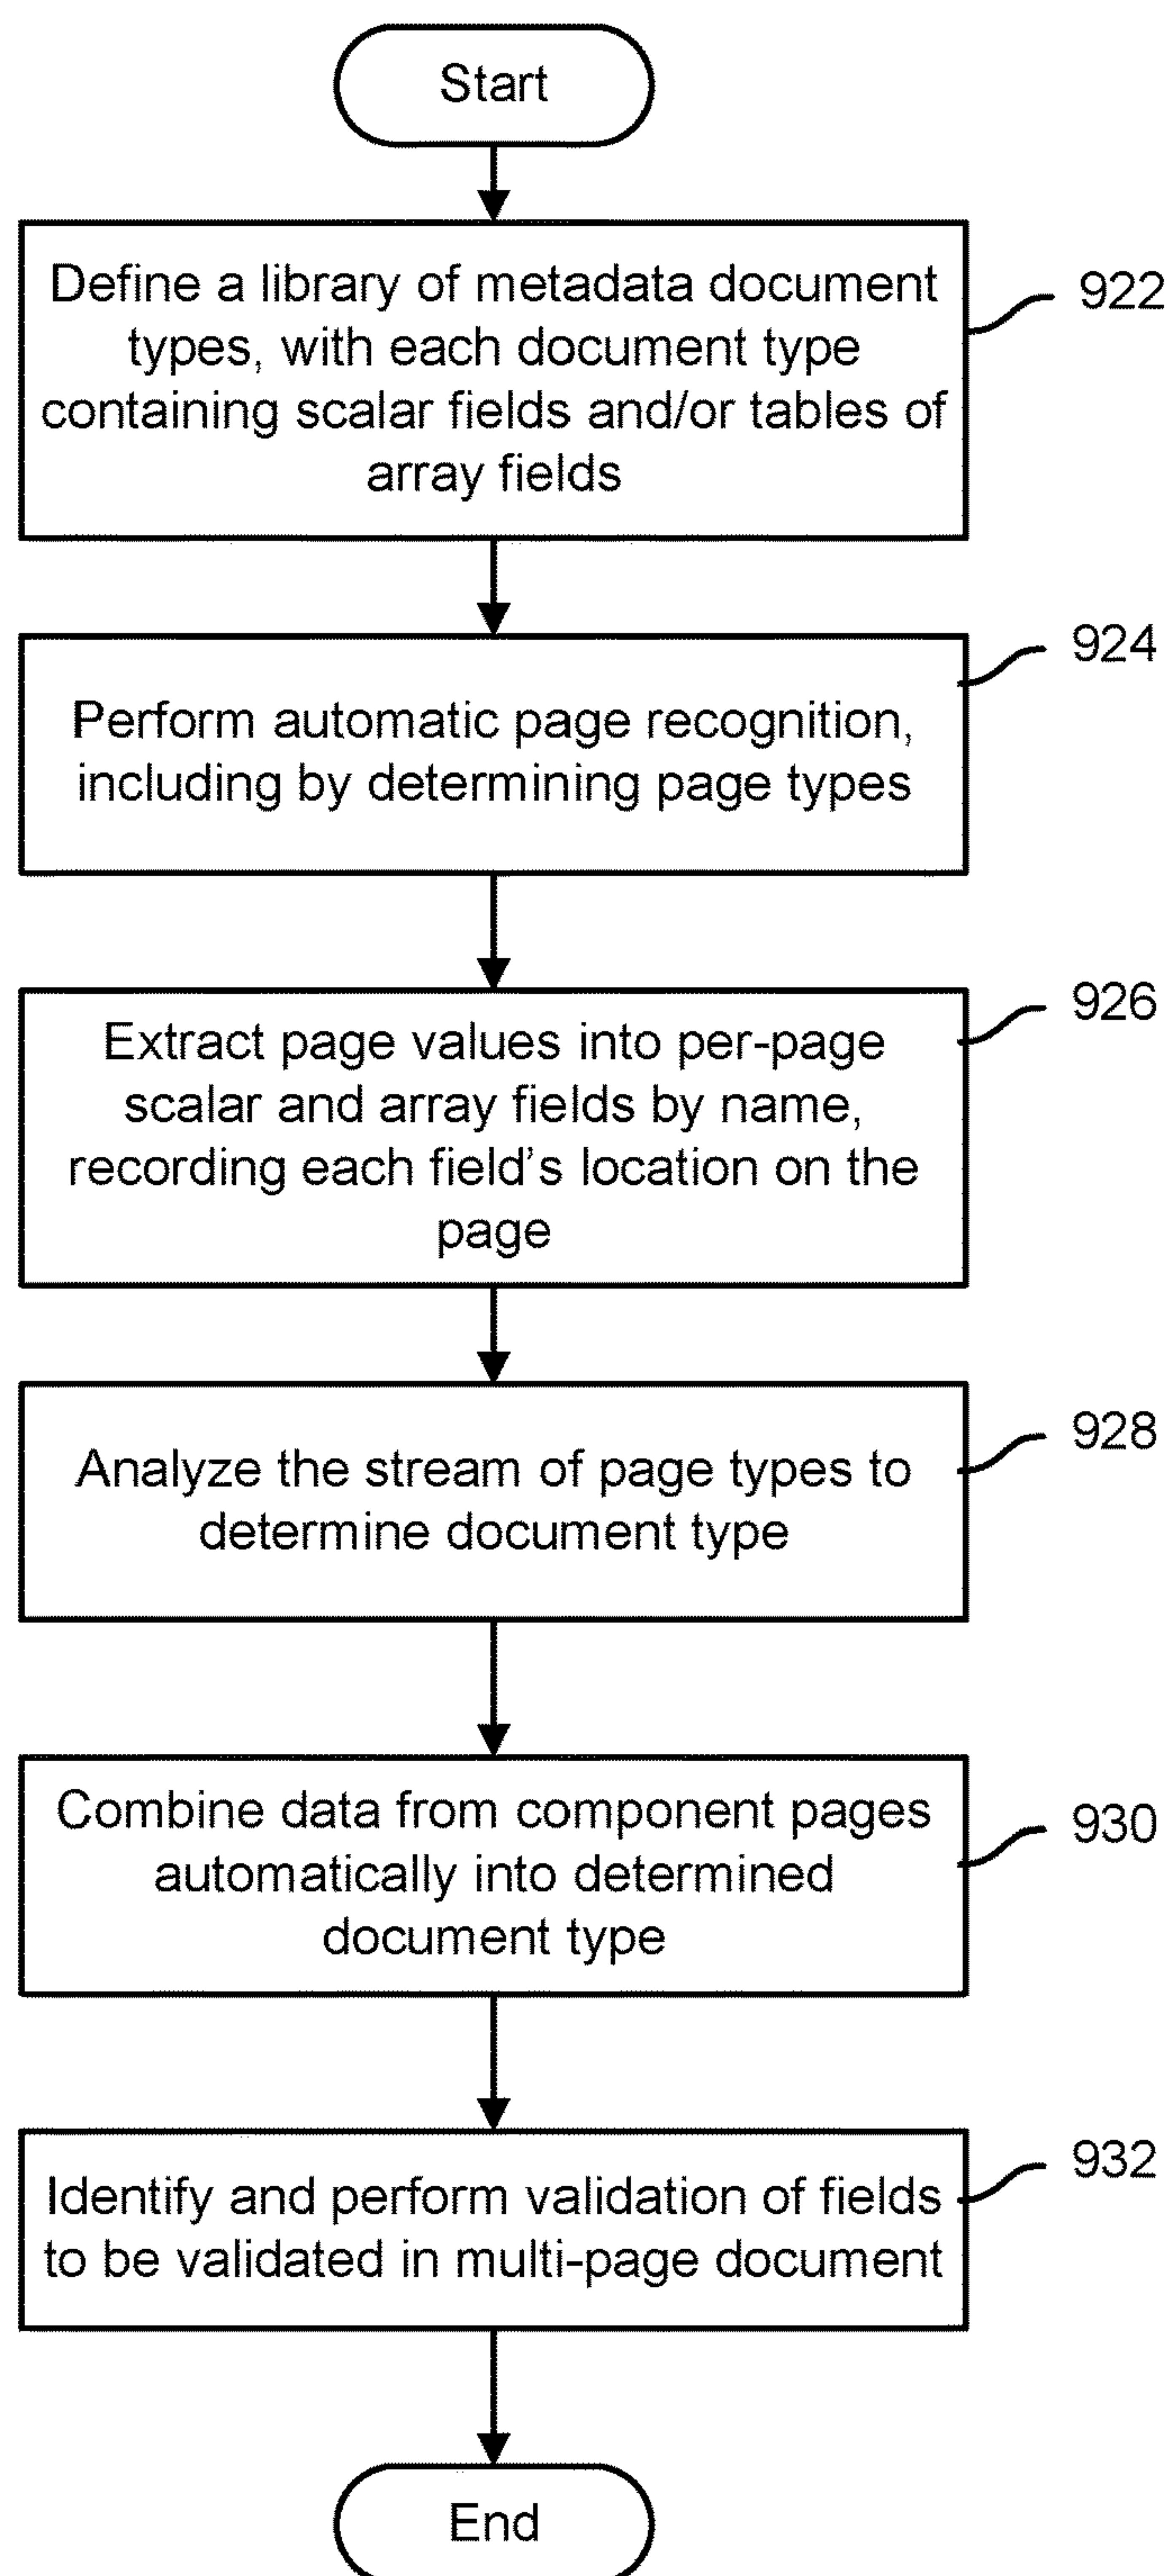 Start
Define a library of metadata document
types, with each document type
containing scalar fields and/or tables of
array fields
922
Perform automatic page recognition,
including by determining page types
924
Extract page values into per-page
scalar and array fields by name,
recording each field's location on the
page
926
Analyze the stream of page types to
determine document type
928
Combine data from component pages
automatically into determined
document type
930
Identify and perform validation of fields
to be validated in multi-page document
932
End